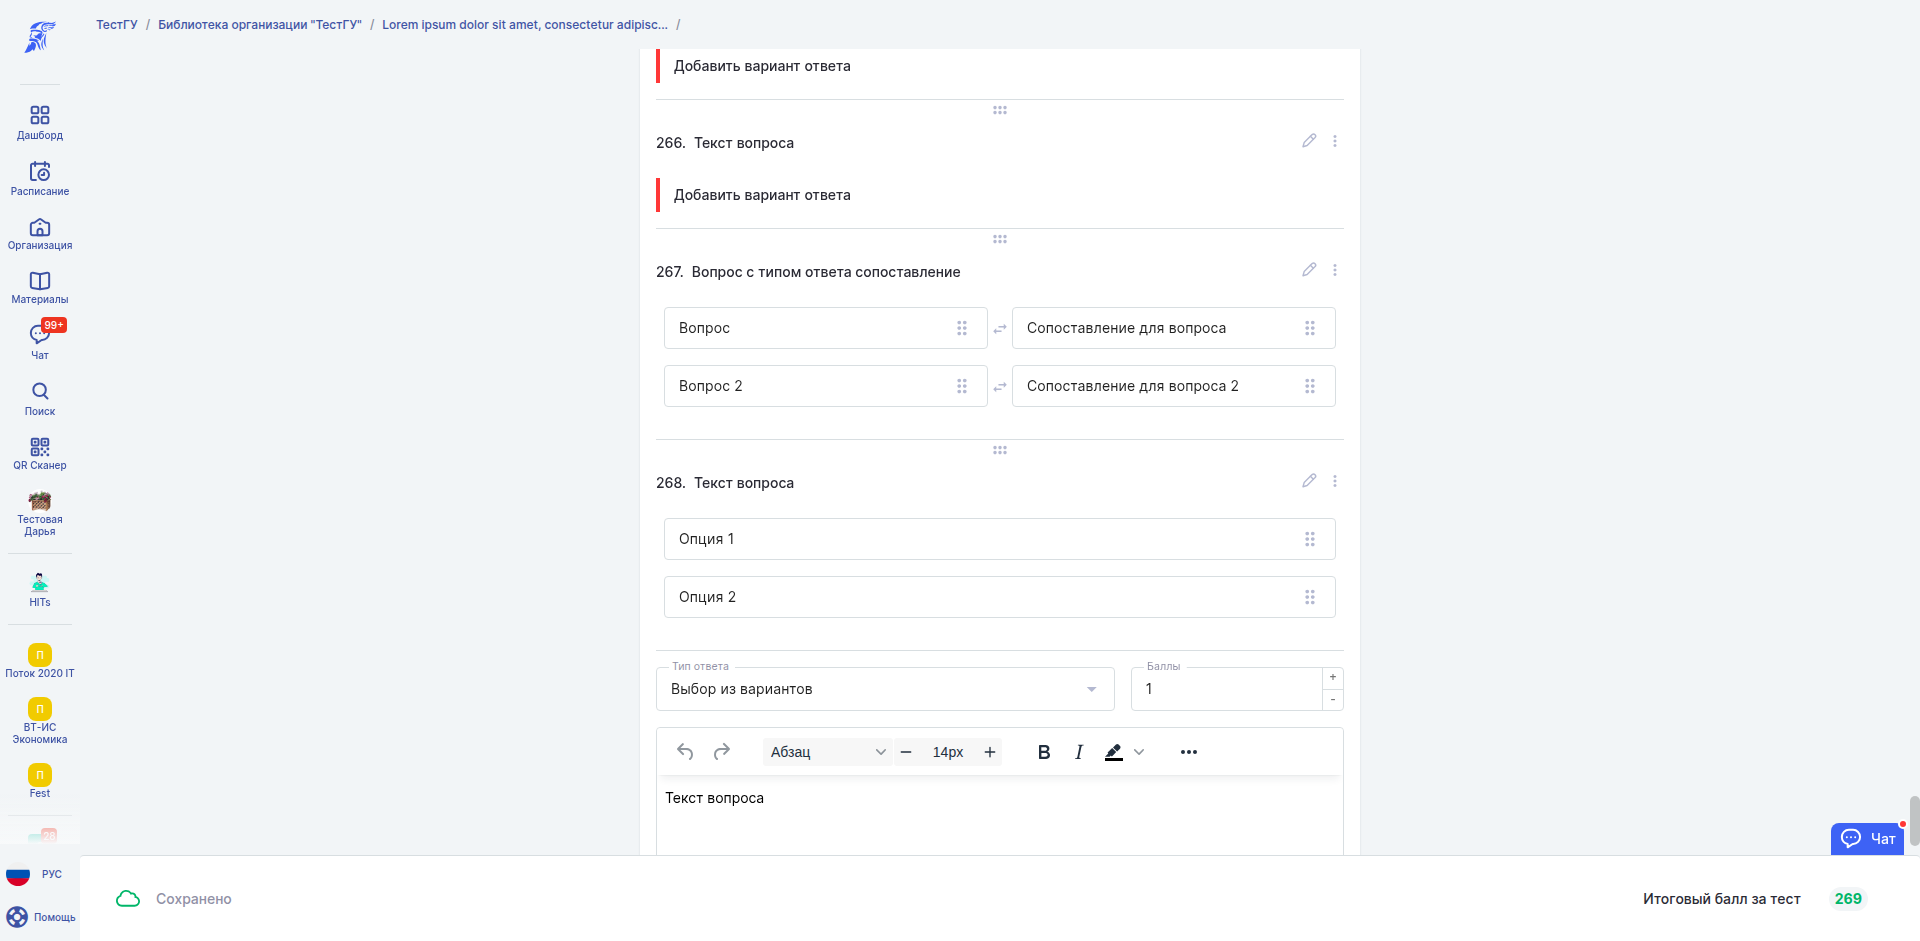 ТестГУ / Библиотека организации "ТестГУ" / Lorem ipsum dolor sit amet, consectetur adipisc... /
Дашборд
Расписание
Организация
Материалы
99+
Чат
Поиск
QR Сканер
Тестовая
Дарья
HITs
П
Поток 2020 IT
П
ВТ-ИС
Экономика
П
Fest
28
РУС
Помощь
Добавить вариант ответа
266. Текст вопроса
Добавить вариант ответа
267. Вопрос с типом ответа сопоставление
Вопрос
Сопоставление для вопроса
Вопрос 2
Сопоставление для вопроса 2
268. Текст вопроса
Опция 1
Опция 2
Тип ответа
Выбор из вариантов
Баллы
1
+
-
Абзац
14px
B I
Текст вопроса
Чат
Сохранено
Итоговый балл за тест 269